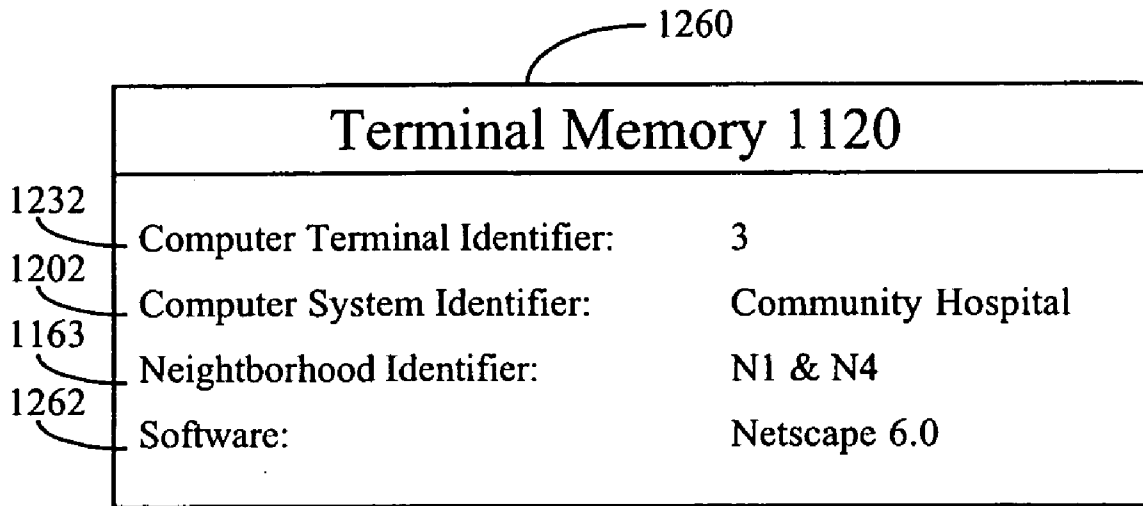 1260
Terminal Memory 1120
1232
Computer Terminal Identifier: 3
1202
Computer System Identifier: Community Hospital
1163
Neightborhood Identifier: N1 & N4
1262
Software: Netscape 6.0